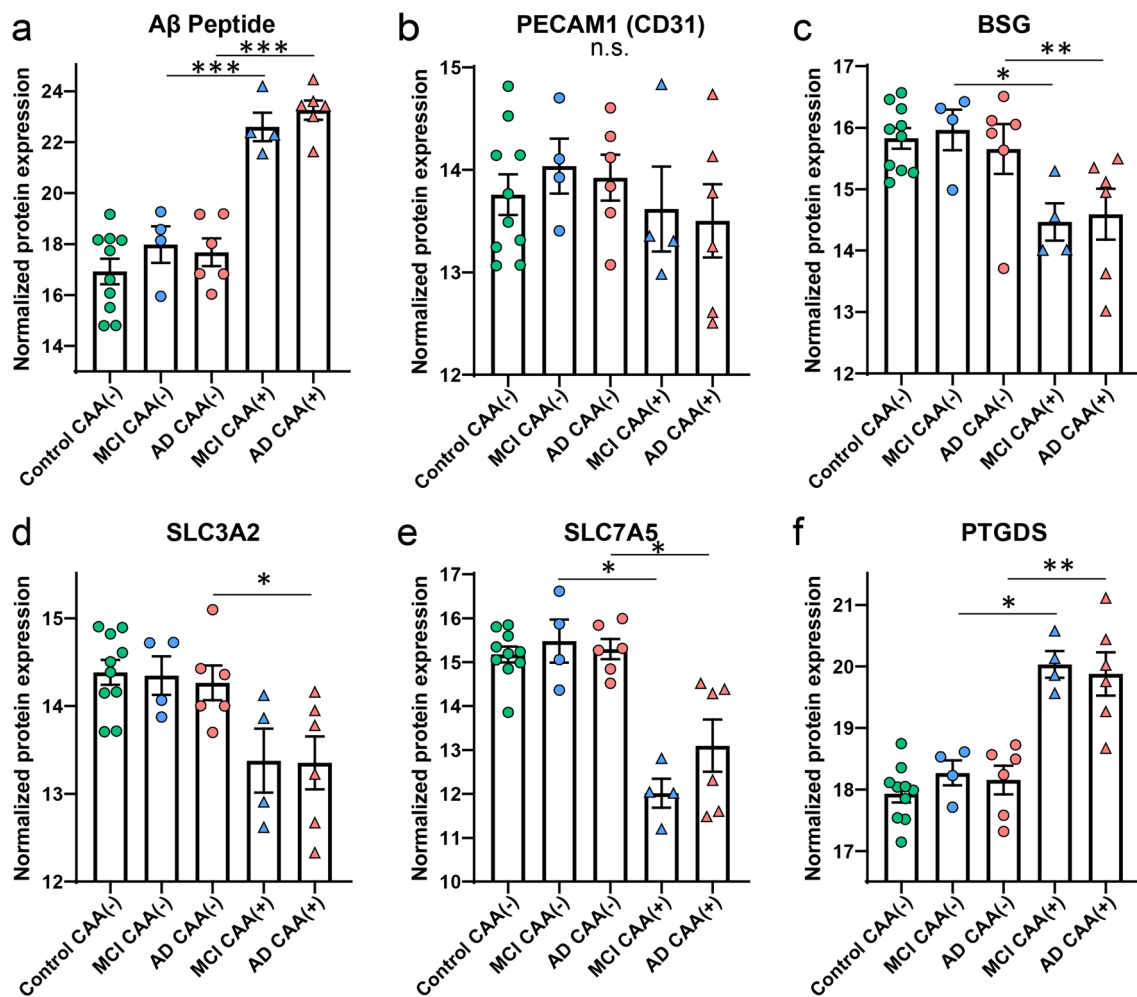 a
Aβ Peptide
***
***
Normalized protein expression
24
22
20
18
16
14
Control CAA(-)
MCI CAA(-)
AD CAA(-)
MCI CAA(+)
AD CAA(+)
b
PECAM1 (CD31)
n.s.
Normalized protein expression
15
14
13
12
Control CAA(-)
MCI CAA(-)
AD CAA(-)
MCI CAA(+)
AD CAA(+)
c
BSG
**
*
Normalized protein expression
17
16
15
14
13
12
Control CAA(-)
MCI CAA(-)
AD CAA(-)
MCI CAA(+)
AD CAA(+)
d
SLC3A2
*
Normalized protein expression
15
14
13
12
Control CAA(-)
MCI CAA(-)
AD CAA(-)
MCI CAA(+)
AD CAA(+)
e
SLC7A5
*
*
Normalized protein expression
17
16
15
14
13
12
11
10
Control CAA(-)
MCI CAA(-)
AD CAA(-)
MCI CAA(+)
AD CAA(+)
f
PTGDS
**
*
Normalized protein expression
21
20
19
18
17
Control CAA(-)
MCI CAA(-)
AD CAA(-)
MCI CAA(+)
AD CAA(+)